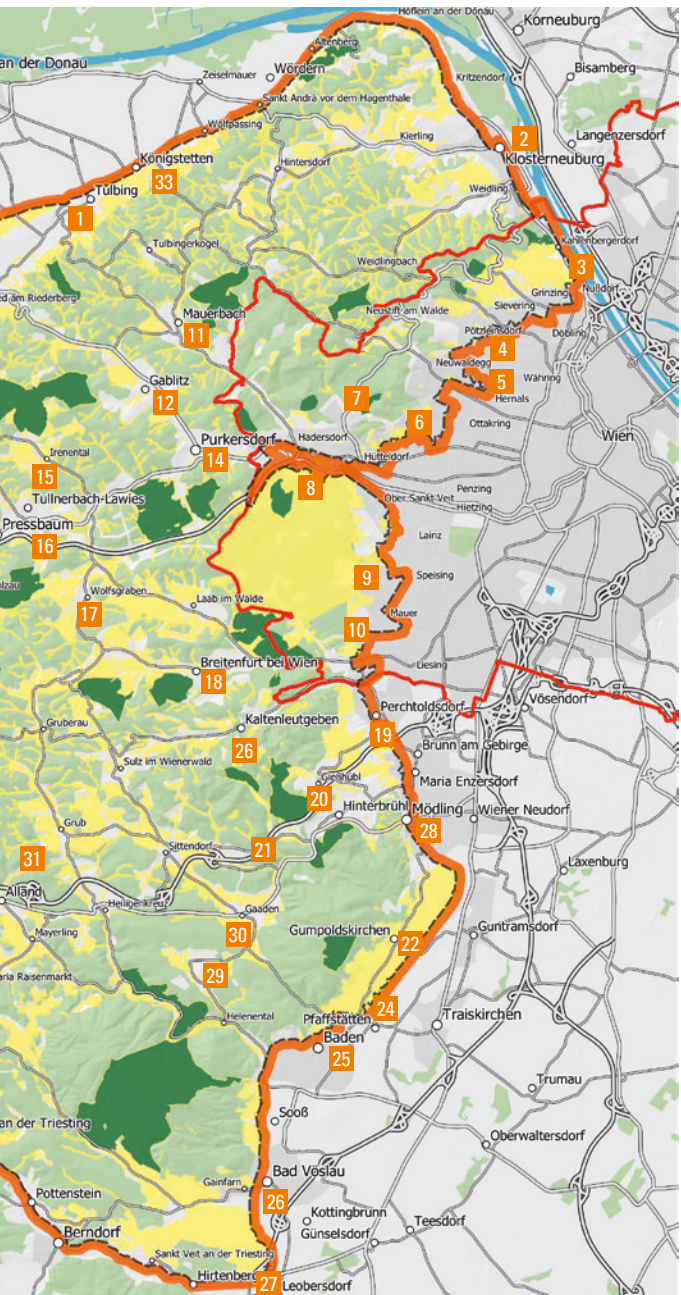 Höflein an der Donau
Korneuburg
Altenberg
an der Donau
Wördern
Bisamberg
Zeiselmauer
Kritzendorf
Sankt Andrä vor dem Hagenthale
Wolfpassing
Kierling
2
Langenzersdorf
Königstetten
Klosterneuburg
Hintersdorf
33
Tülbing
Weidling
1
Tulbingerkogel
Kahlenbergerdorf
Weidlingbach
3
Nußdorf
ed am Riederberg
Grinzing
Mauerbach
Neustift am Walde
Sievering
11
Pötzleinsdorf
Döbling
4
Neuwaldegg
Gablitz
5
Währing
12
7
Hernals
6
Ottakring
Purkersdorf
Hadersdorf
Wien
Irenental
14
Hütteldorf
15
8
Penzing
Tullnerbach-Lawies
Ober Sankt Veit
Hietzing
Pressbaum
16
Lainz
9
Speising
Wolfsgraben
Laab im Walde
17
Mauer
10
Breitenfurt bei Wien
Liesing
18
Perchtoldsdorf
Vösendorf
Gruberau
Kaltenleutgeben
19
26
Brunn am Gebirge
Sulz im Wienerwald
Gießhübl
Maria Enzersdorf
20
Hinterbrühl
Mödling
Wiener Neudorf
Grub
28
21
31
Sittendorf
Laxenburg
Alland
Heiligenkreuz
Gaaden
Mayerling
30
Gumpoldskirchen
22
Guntramsdorf
29
aria Raisenmarkt
24
Helenental
Pfaffstätten
Traiskirchen
Baden
25
Trumau
Sooß
an der Triesting
Oberwaltersdorf
Gainfarn
Bad Vöslau
Pottenstein
26
Kottingbrunn
Teesdorf
Berndorf
Günselsdorf
Sankt Veit an der Triesting
Hirtenberg
27
Leobersdorf